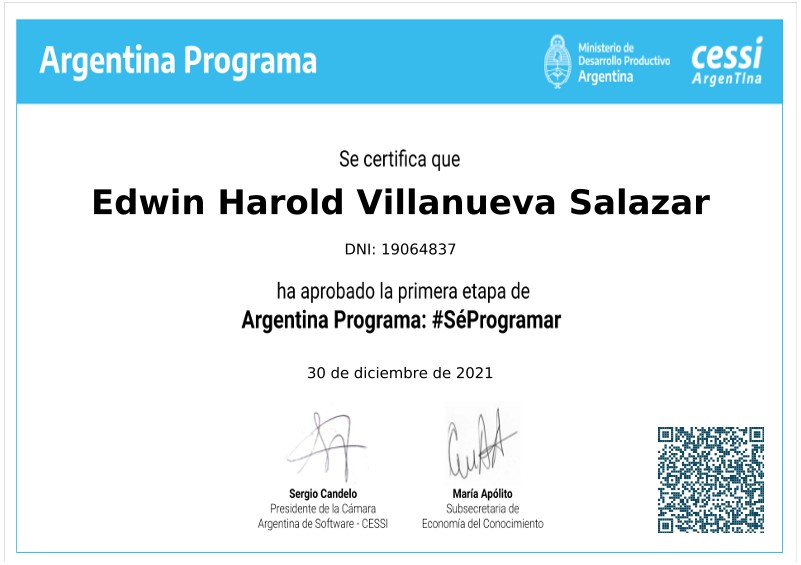 Argentina Programa
Ministerio de
Desarrollo Productivo
Argentina
cessi
ArgenTIna
Se certifica que
Edwin Harold Villanueva Salazar
DNI: 19064837
ha aprobado la primera etapa de
Argentina Programa: #SéProgramar
30 de diciembre de 2021
Sergio Candelo
Presidente de la Cámara
Argentina de Software - CESSI
María Apólito
Subsecretaria de
Economía del Conocimiento